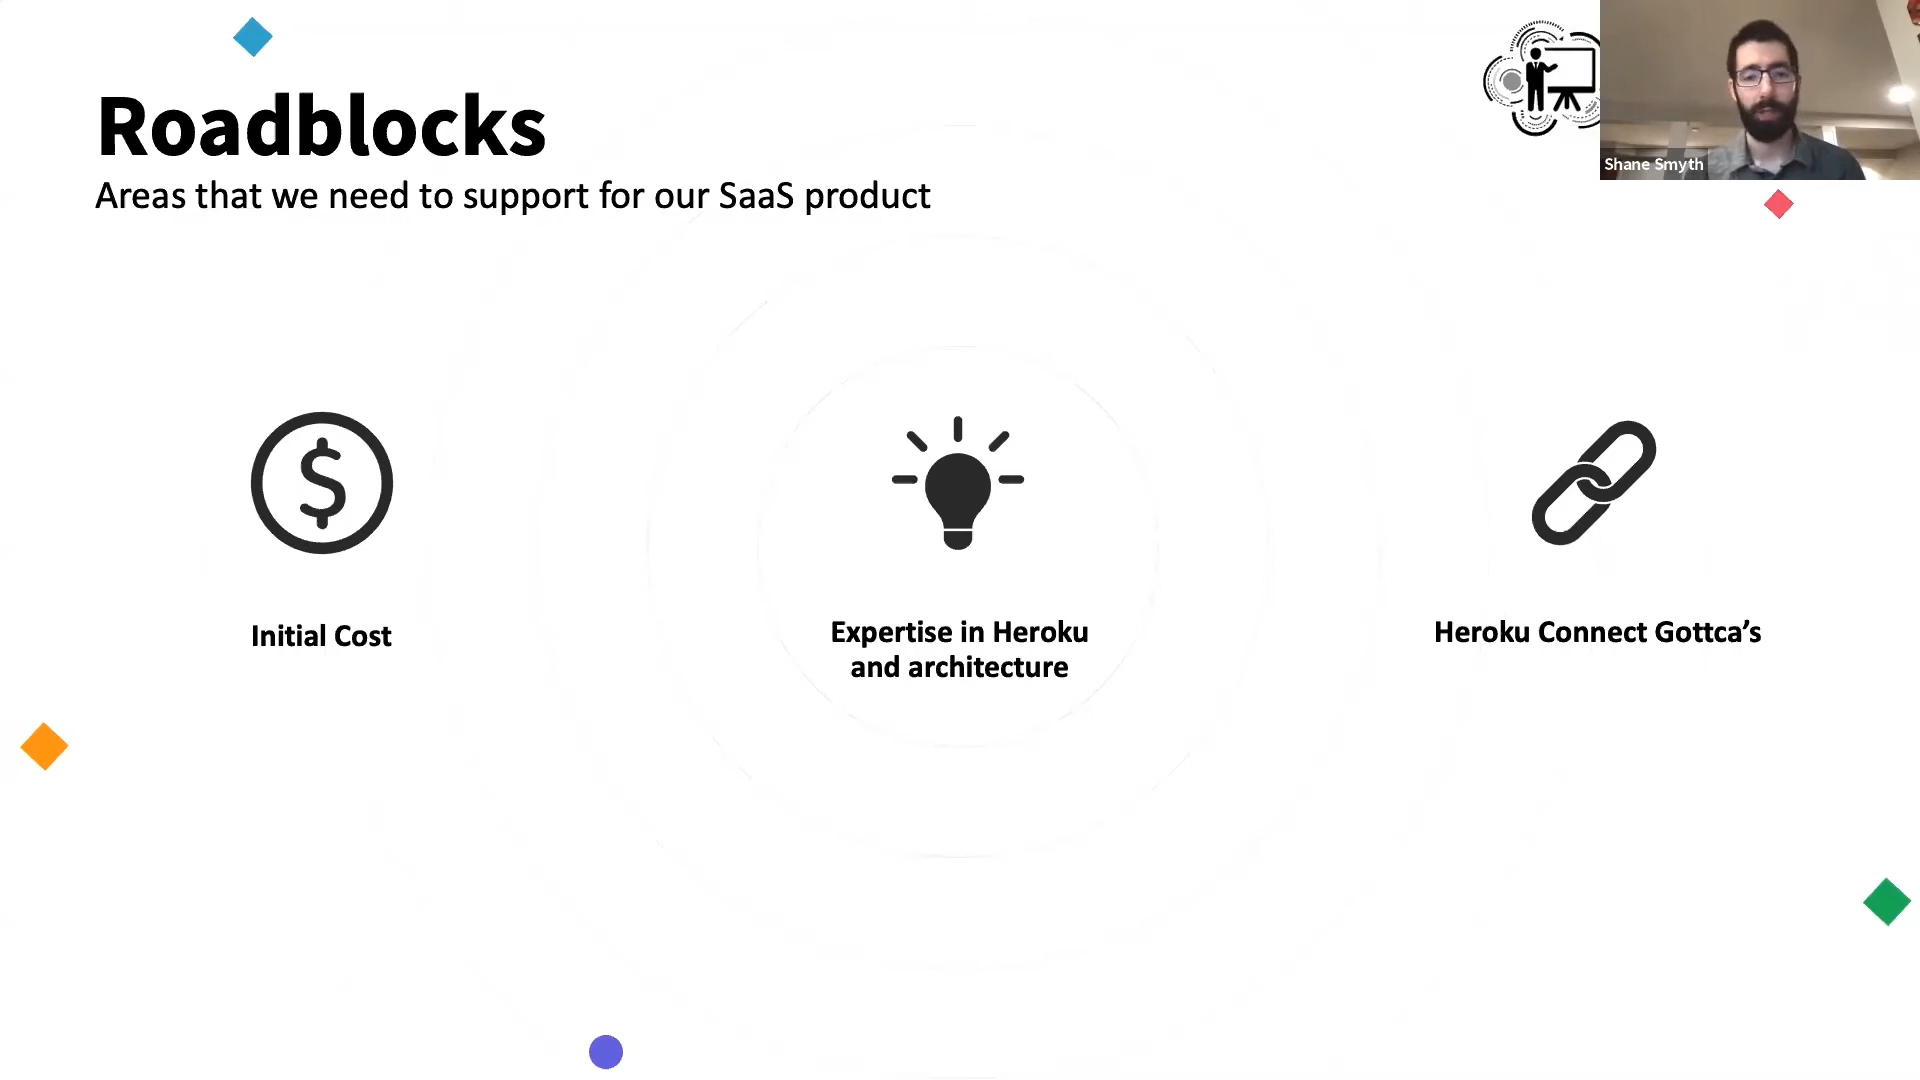 Roadblocks
Areas that we need to support for our SaaS product
Shane Smyth
Initial Cost
Expertise in Heroku
and architecture
Heroku Connect Gottca’s